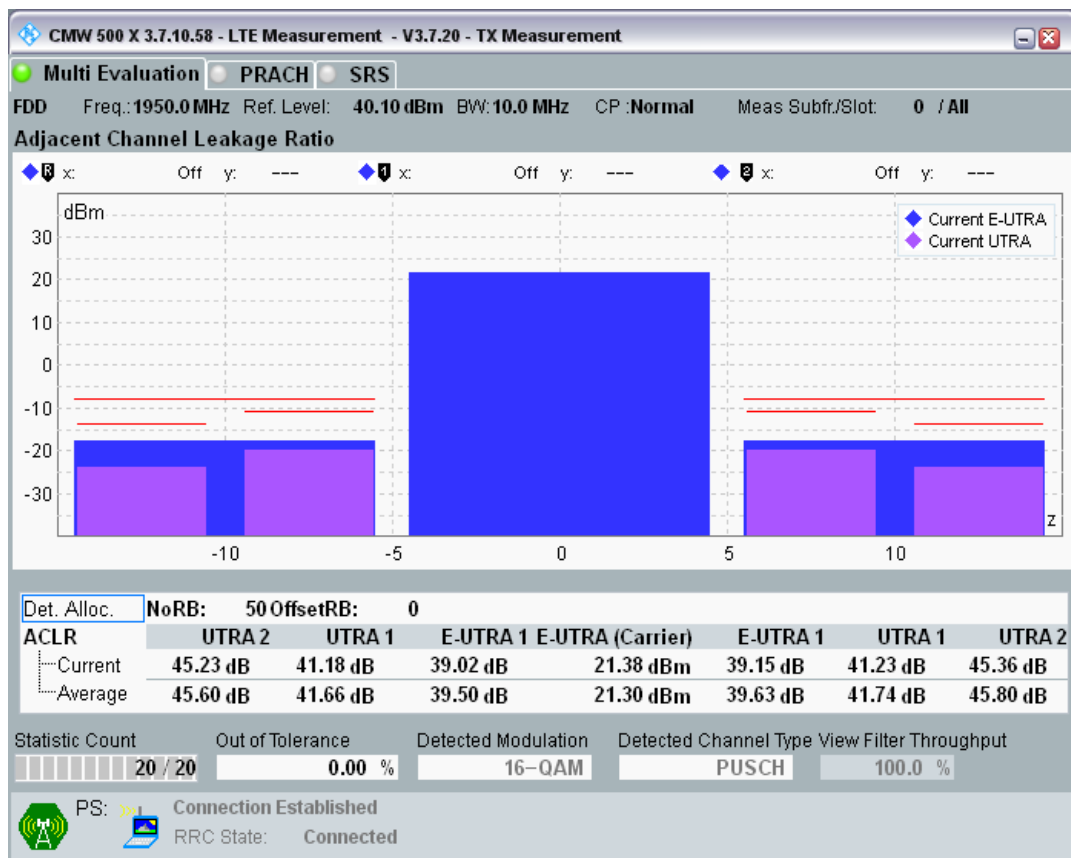 CMW 500 X 3.7.10.58 - LTE Measurement - V3.7.20 - TX Measurement
Multi Evaluation PRACH SRS
FDD Freq.: 1950.0 MHz Ref. Level: 40.10 dBm BW: 10.0 MHz CP :Normal Meas Subfr./Slot: 0 / All
Adjacent Channel Leakage Ratio
R x: Off y: --- 1 x: Off y: --- 2 x: Off y: ---
dBm
Current E-UTRA
Current UTRA
30
20
10
0
-10
-20
-30
z
-10 -5 0 5 10
Det. Alloc. NoRB: 50 OffsetRB: 0
ACLR UTRA 2 UTRA 1 E-UTRA 1 E-UTRA (Carrier) E-UTRA 1 UTRA 1 UTRA 2
Current 45.23 dB 41.18 dB 39.02 dB 21.38 dBm 39.15 dB 41.23 dB 45.36 dB
Average 45.60 dB 41.66 dB 39.50 dB 21.30 dBm 39.63 dB 41.74 dB 45.80 dB
Statistic Count Out of Tolerance Detected Modulation Detected Channel Type View Filter Throughput
20 / 20 0.00 % 16-QAM PUSCH 100.0 %
PS: Connection Established
RRC State: Connected